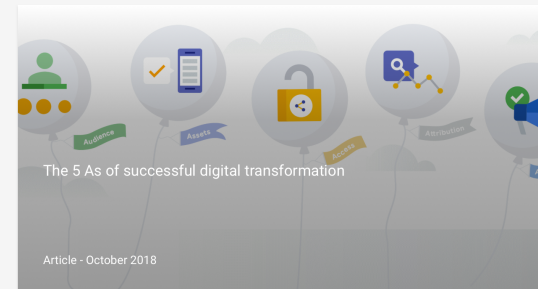 Audience
Assets
Access
Attribution
The 5 As of successful digital transformation
Article - October 2018